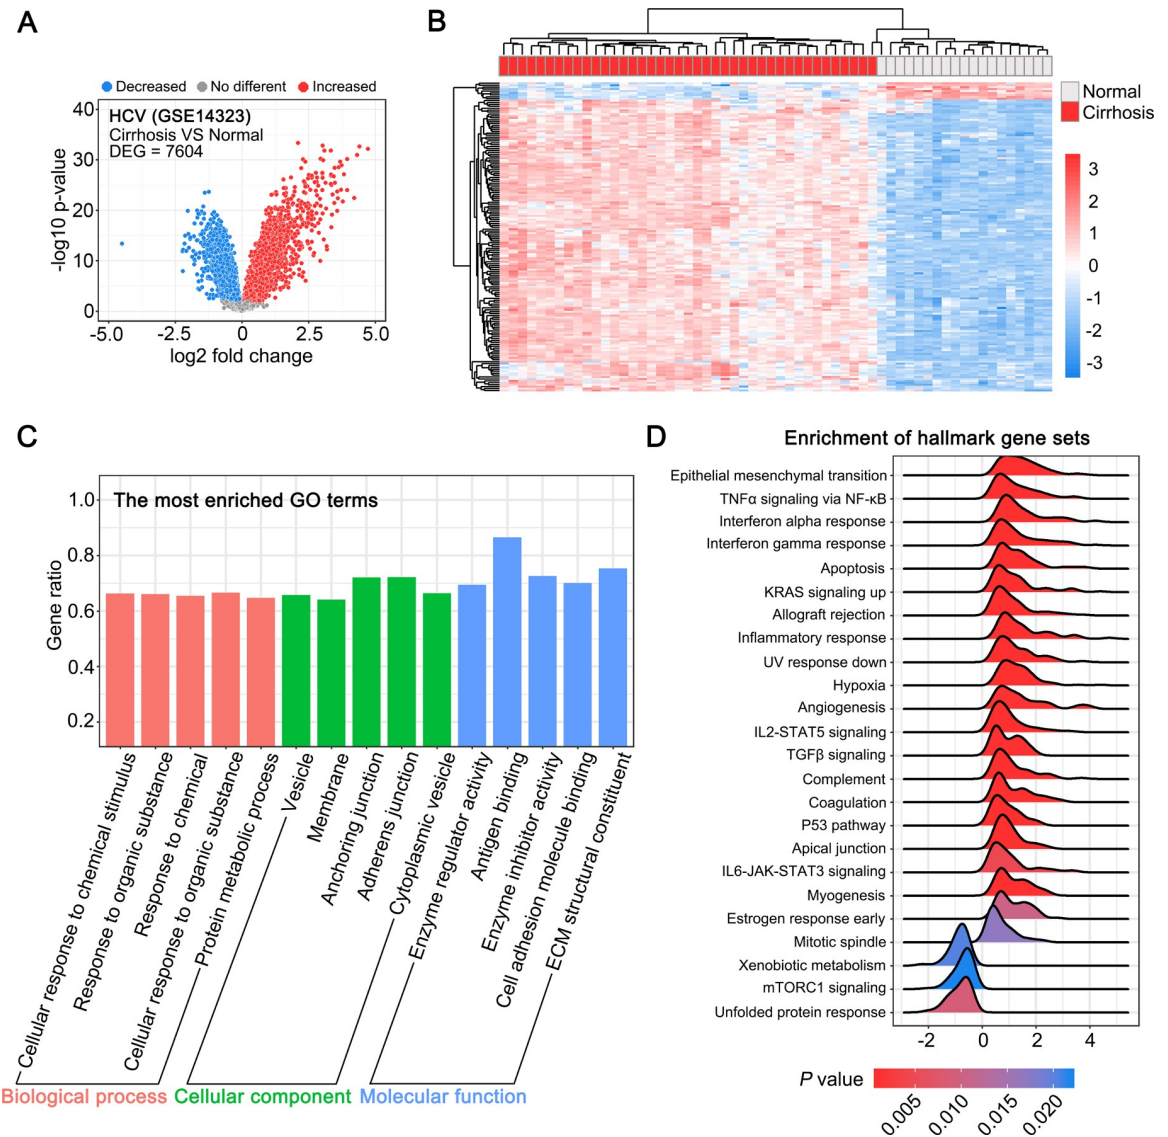 A
Decreased No different Increased
HCV (GSE14323)
Cirrhosis VS Normal
DEG = 7604
-log10 p-value
40
30
20
10
0
-5.0 -2.5 0 2.5 5.0
log2 fold change
B
Normal
Cirrhosis
3
2
1
0
-1
-2
-3
C
The most enriched GO terms
Gene ratio
1.0
0.8
0.6
0.4
0.2
Cellular response to chemical stimulus
Response to organic substance
Response to chemical
Cellular response to organic substance
Protein metabolic process
Vesicle
Membrane
Anchoring junction
Adherens junction
Cytoplasmic vesicle
Enzyme regulator activity
Antigen binding
Enzyme inhibitor activity
Cell adhesion molecule binding
ECM structural constituent
Biological process Cellular component Molecular function
D
Enrichment of hallmark gene sets
Epithelial mesenchymal transition
TNFα signaling via NF-κB
Interferon alpha response
Interferon gamma response
Apoptosis
KRAS signaling up
Allograft rejection
Inflammatory response
UV response down
Hypoxia
Angiogenesis
IL2-STAT5 signaling
TGFβ signaling
Complement
Coagulation
P53 pathway
Apical junction
IL6-JAK-STAT3 signaling
Myogenesis
Estrogen response early
Mitotic spindle
Xenobiotic metabolism
mTORC1 signaling
Unfolded protein response
-2 0 2 4
P value
0.005 0.010 0.015 0.020